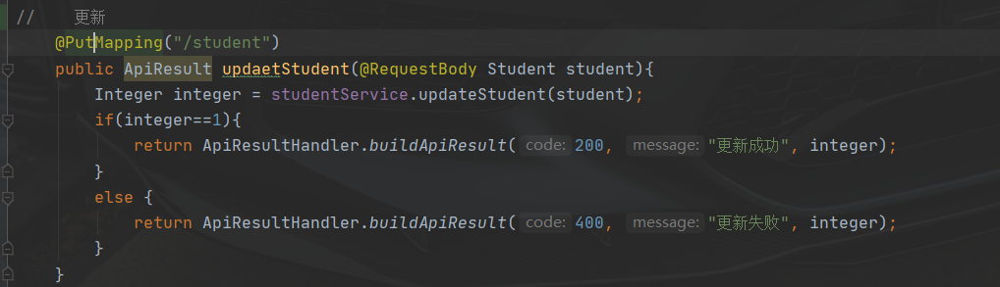 //    更新
@PutMapping("/student")
public ApiResult updaetStudent(@RequestBody Student student){
    Integer integer = studentService.updateStudent(student);
    if(integer==1){
        return ApiResultHandler.buildApiResult( code: 200, message: "更新成功", integer);
    }
    else {
        return ApiResultHandler.buildApiResult( code: 400, message: "更新失败", integer);
    }
}